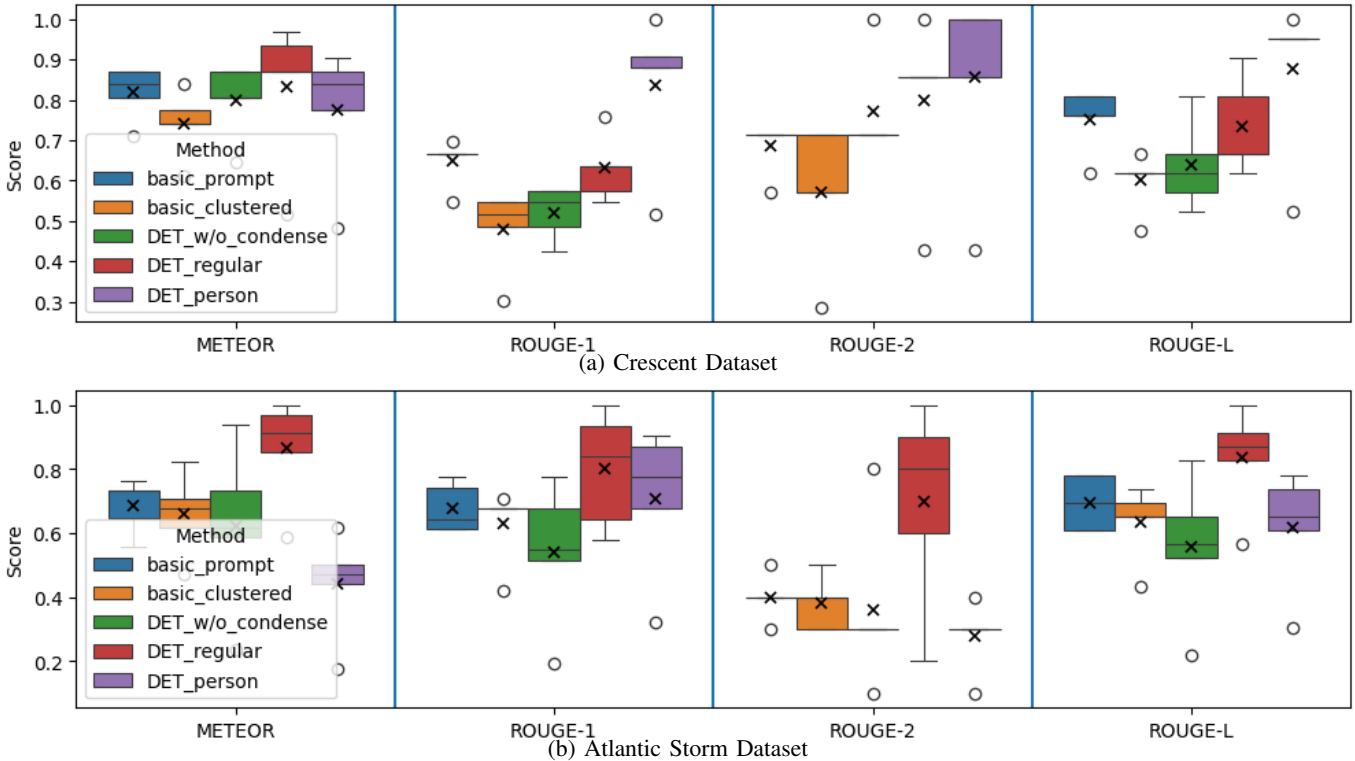 1.0
0.9
0.8
0.7
0.6
0.5
0.4
0.3
Score
Method
basic_prompt
basic_clustered
DET_w/o_condense
DET_regular
DET_person
METEOR ROUGE-1 ROUGE-2 ROUGE-L
(a) Crescent Dataset
1.0
0.8
0.6
0.4
0.2
Score
Method
basic_prompt
basic_clustered
DET_w/o_condense
DET_regular
DET_person
METEOR ROUGE-1 ROUGE-2 ROUGE-L
(b) Atlantic Storm Dataset